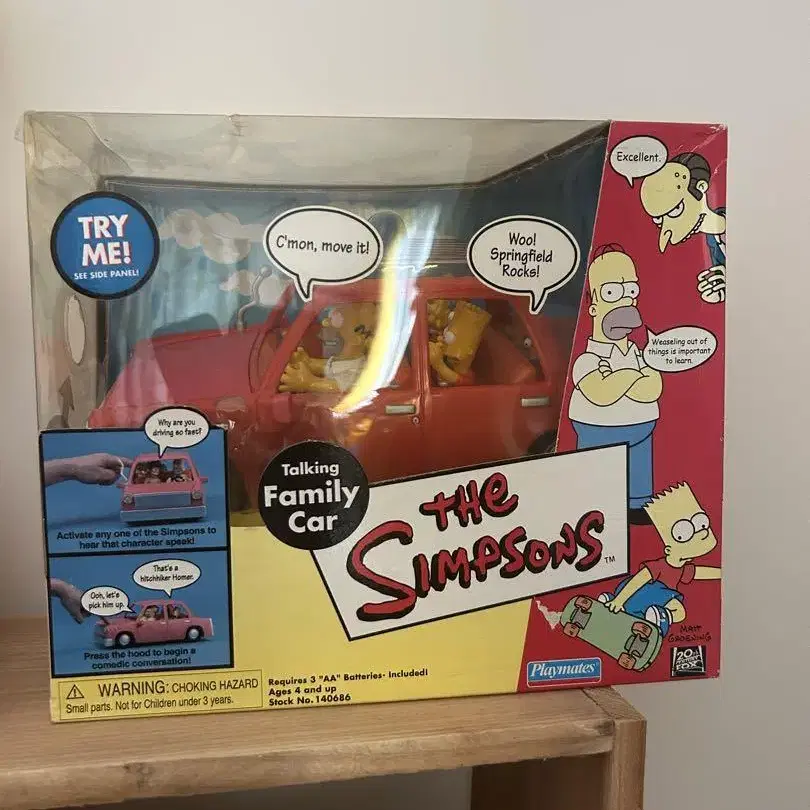 TRY
ME!
SEE SIDE PANEL!
C'mon, move it!
Woo!
Springfield
Rocks!
Excellent.
Weaseling out of
things is important
to learn.
Why are you
driving so fast?
Activate any one of the Simpsons to
hear that character speak!
That's a
hitchhiker Homer.
Ooh, let's
pick him up.
Press the hood to begin a
comedic conversation!
Talking
Family
Car
THE
SIMPSONS
TM
MATT
GROENING
Playmates
20th
CENTURY
FOX
WARNING: CHOKING HAZARD
Small parts. Not for Children under 3 years.
Requires 3 "AA" Batteries- Included!
Ages 4 and up
Stock No. 140686